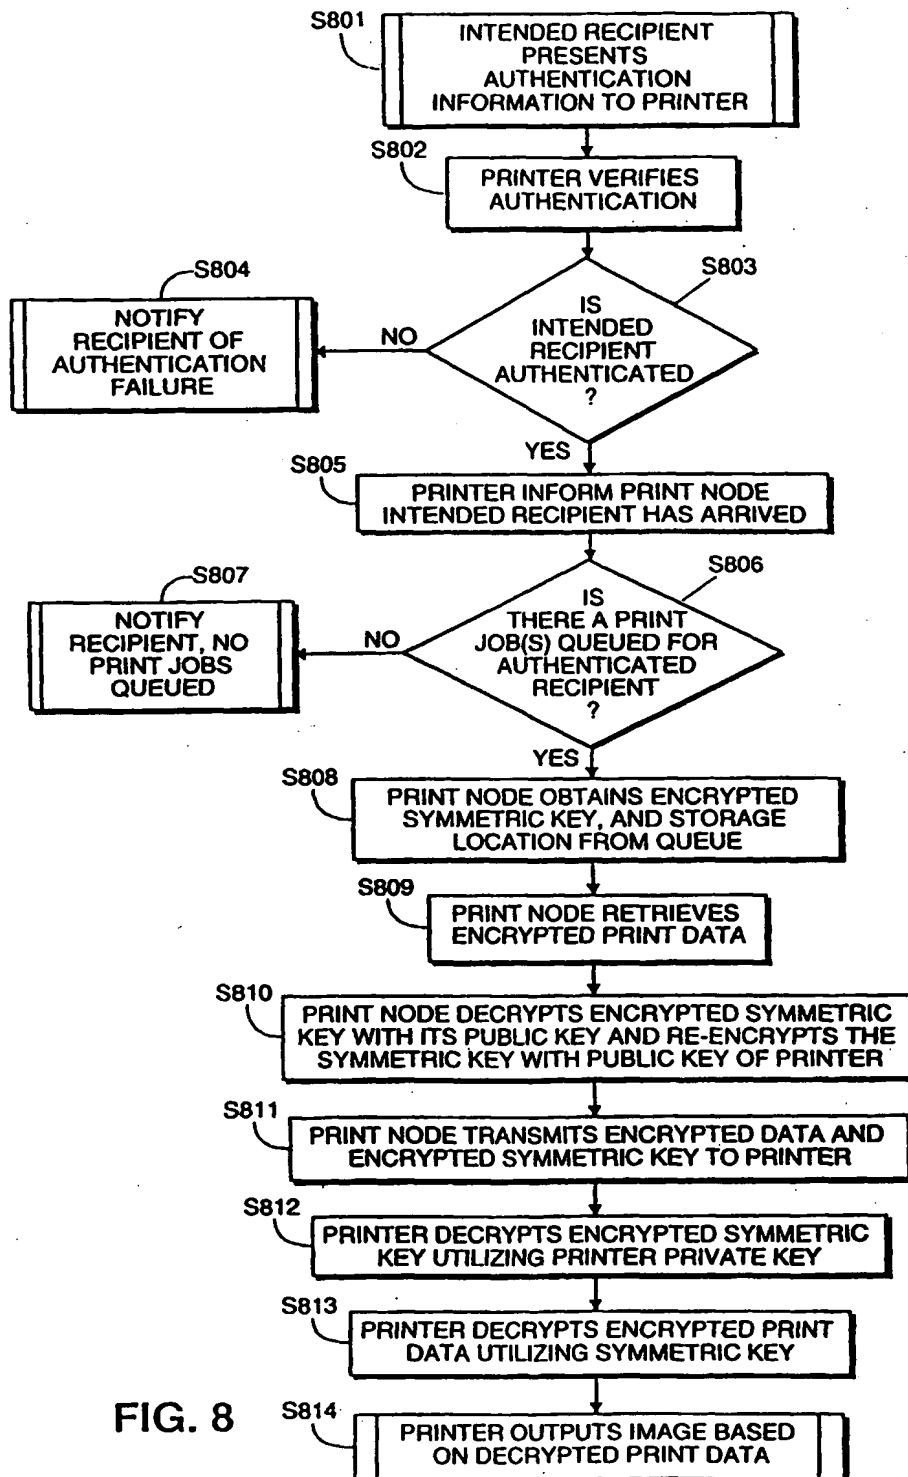 S801
INTENDED RECIPIENT
PRESENTS
AUTHENTICATION
INFORMATION TO PRINTER
S802
PRINTER VERIFIES
AUTHENTICATION
S803
IS
INTENDED
RECIPIENT
AUTHENTICATED
?
S804
NOTIFY
RECIPIENT OF
AUTHENTICATION
FAILURE
NO
YES
S805
PRINTER INFORM PRINT NODE
INTENDED RECIPIENT HAS ARRIVED
S806
IS
THERE A PRINT
JOB(S) QUEUED FOR
AUTHENTICATED
RECIPIENT
?
S807
NOTIFY
RECIPIENT, NO
PRINT JOBS
QUEUED
NO
YES
S808
PRINT NODE OBTAINS ENCRYPTED
SYMMETRIC KEY, AND STORAGE
LOCATION FROM QUEUE
S809
PRINT NODE RETRIEVES
ENCRYPTED PRINT DATA
S810
PRINT NODE DECRYPTS ENCRYPTED SYMMETRIC
KEY WITH ITS PUBLIC KEY AND RE-ENCRYPTS THE
SYMMETRIC KEY WITH PUBLIC KEY OF PRINTER
S811
PRINT NODE TRANSMITS ENCRYPTED DATA AND
ENCRYPTED SYMMETRIC KEY TO PRINTER
S812
PRINTER DECRYPTS ENCRYPTED SYMMETRIC
KEY UTILIZING PRINTER PRIVATE KEY
S813
PRINTER DECRYPTS ENCRYPTED PRINT
DATA UTILIZING SYMMETRIC KEY
FIG. 8
S814
PRINTER OUTPUTS IMAGE BASED
ON DECRYPTED PRINT DATA